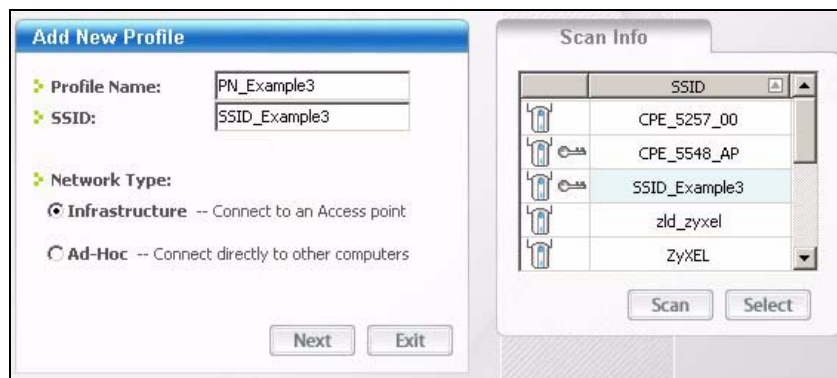 Add New Profile
Profile Name: PN_Example3
SSID: SSID_Example3
Network Type:
Infrastructure -- Connect to an Access point
Ad-Hoc -- Connect directly to other computers
Next Exit
Scan Info
SSID
CPE_5257_00
CPE_5548_AP
SSID_Example3
zld_zyxel
ZyXEL
Scan Select